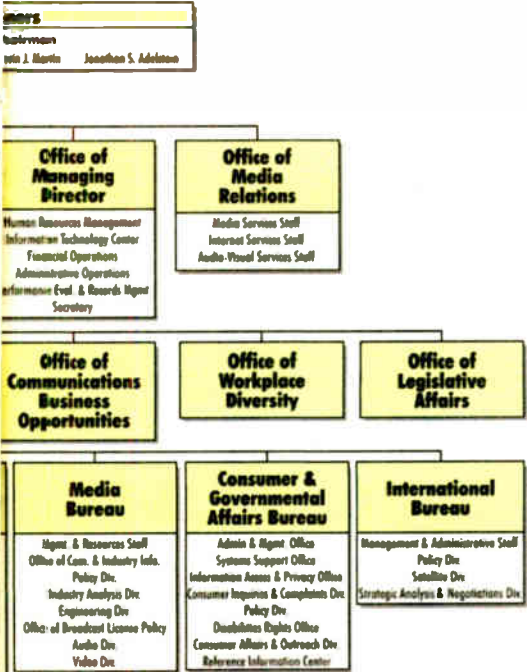 ners
hairman
vin J. Martin Jonathan S. Adelstein
Office of
Managing
Director
Human Resources Management
Information Technology Center
Financial Operations
Administrative Operations
erformance Eval. & Records Mgmt
Secretary
Office of
Media
Relations
Media Services Staff
Internet Services Staff
Audio-Visual Services Staff
Office of
Communications
Business
Opportunities
Office of
Workplace
Diversity
Office of
Legislative
Affairs
Media
Bureau
Mgmt. & Resources Staff
Office of Com. & Industry Info.
Policy Div.
Industry Analysis Div.
Engineering Div.
Office of Broadcast License Policy
Audio Div.
Video Div.
Consumer &
Governmental
Affairs Bureau
Admin & Mgmt. Office
Systems Support Office
Information Access & Privacy Office
Consumer Inquiries & Complaints Div.
Policy Div.
Disabilities Rights Office
Consumer Affairs & Outreach Div.
Reference Information Center
International
Bureau
Management & Administrative Staff
Policy Div.
Satellite Div.
Strategic Analysis & Negotiations Div.